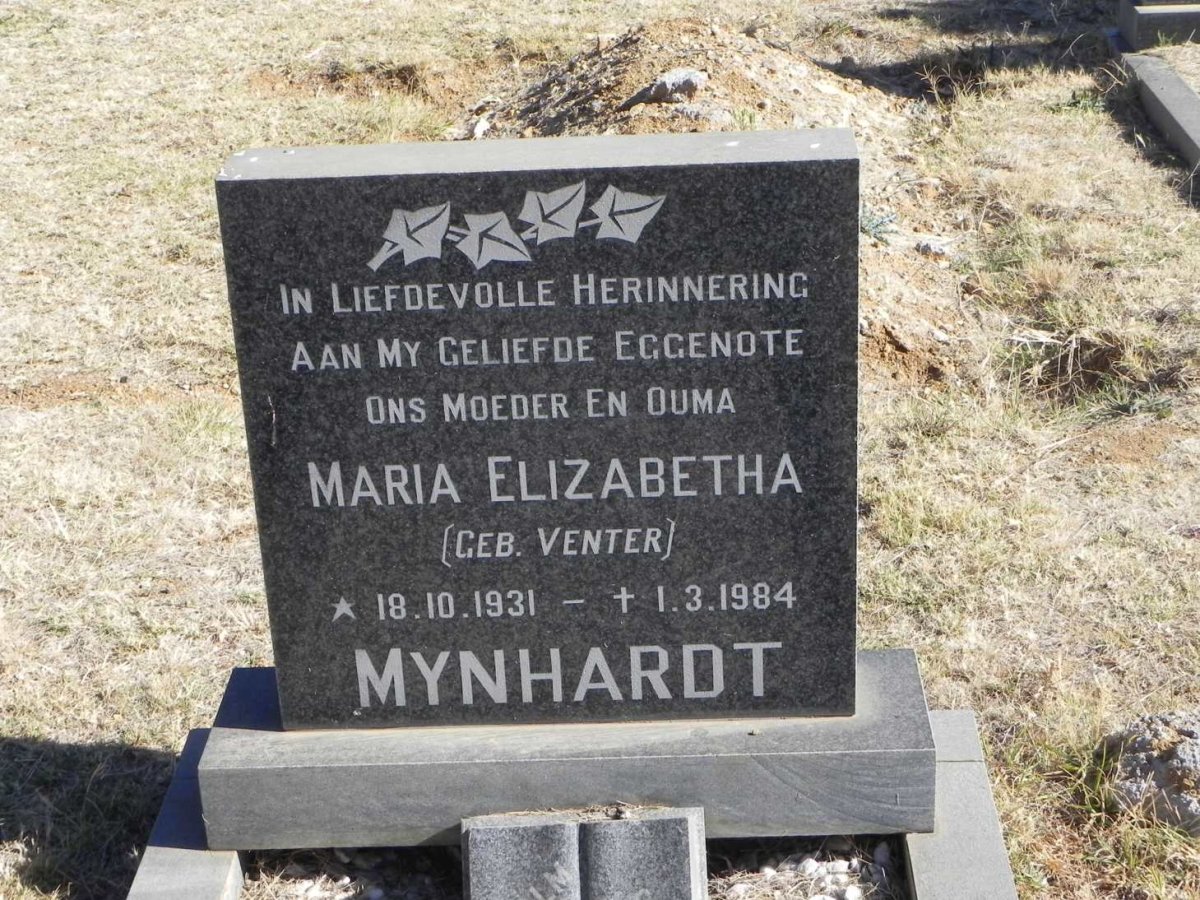 In Liefdevolle Herinnering
Aan My Geliefde Eggenote
Ons Moeder En Ouma
Maria Elizabetha
(Geb. Venter)
★ 18.10.1931 – † 1.3.1984
Mynhardt